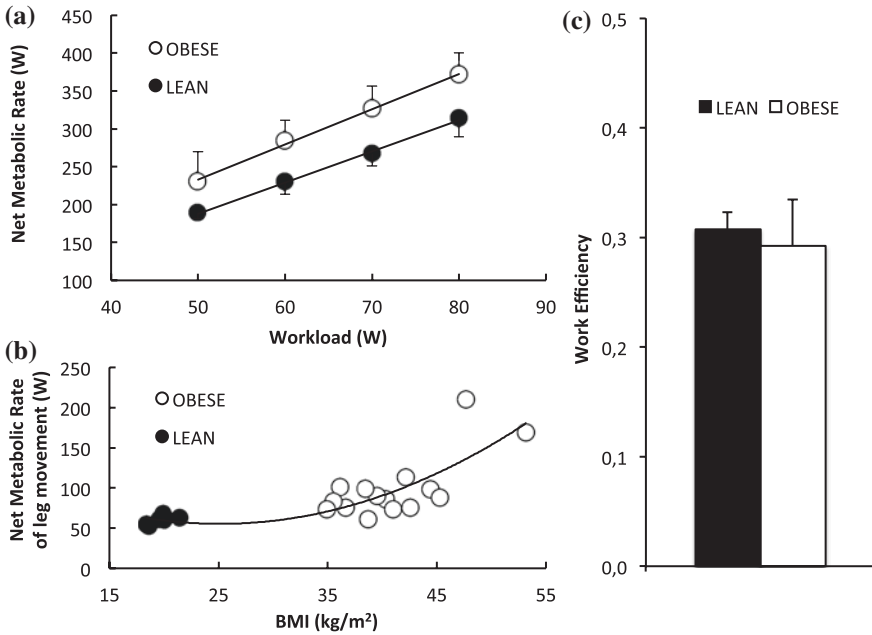 (a)
Net Metabolic Rate (W)
450
400
350
300
250
200
150
100
OBESE
LEAN
40 50 60 70 80 90
Workload (W)
(b)
Net Metabolic Rate
of leg movement (W)
250
200
150
100
50
0
OBESE
LEAN
15 25 35 45 55
BMI (kg/m²)
(c)
Work Efficiency
0,5
0,4
0,3
0,2
0,1
0,0
LEAN OBESE